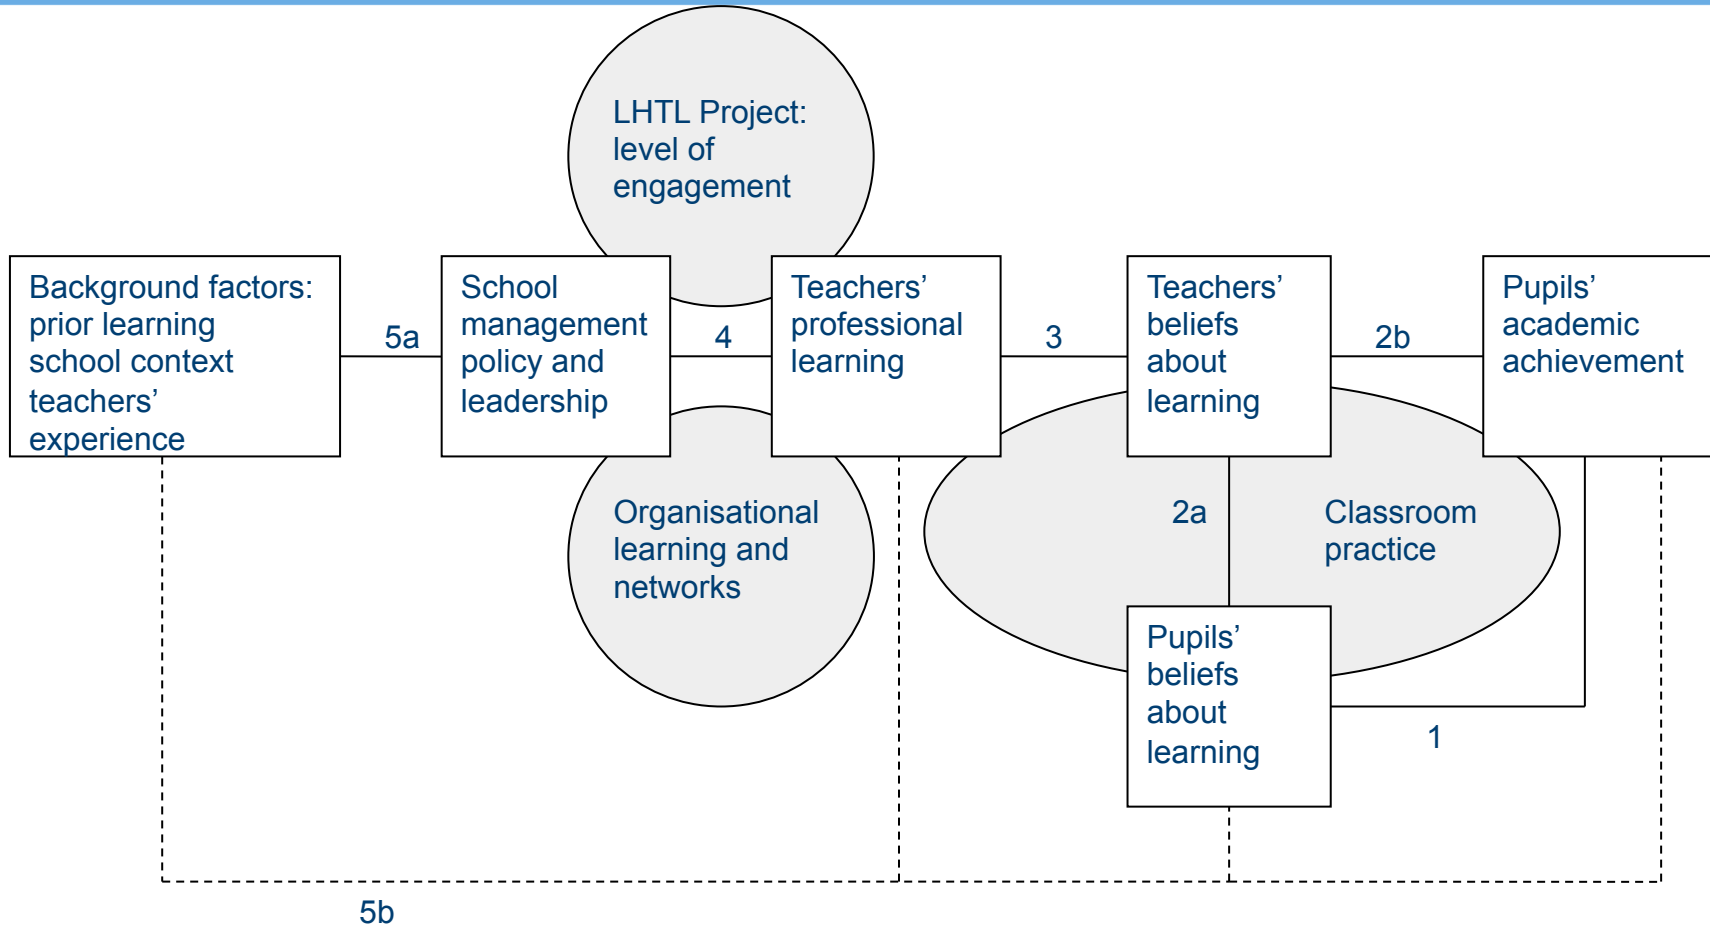 LHTL Project:
level of
engagement
Background factors:
prior learning
school context
teachers’
experience
5a
School
management
policy and
leadership
4
Teachers’
professional
learning
3
Teachers’
beliefs
about
learning
2b
Pupils’
academic
achievement
Organisational
learning and
networks
2a
Classroom
practice
Pupils’
beliefs
about
learning
1
5b